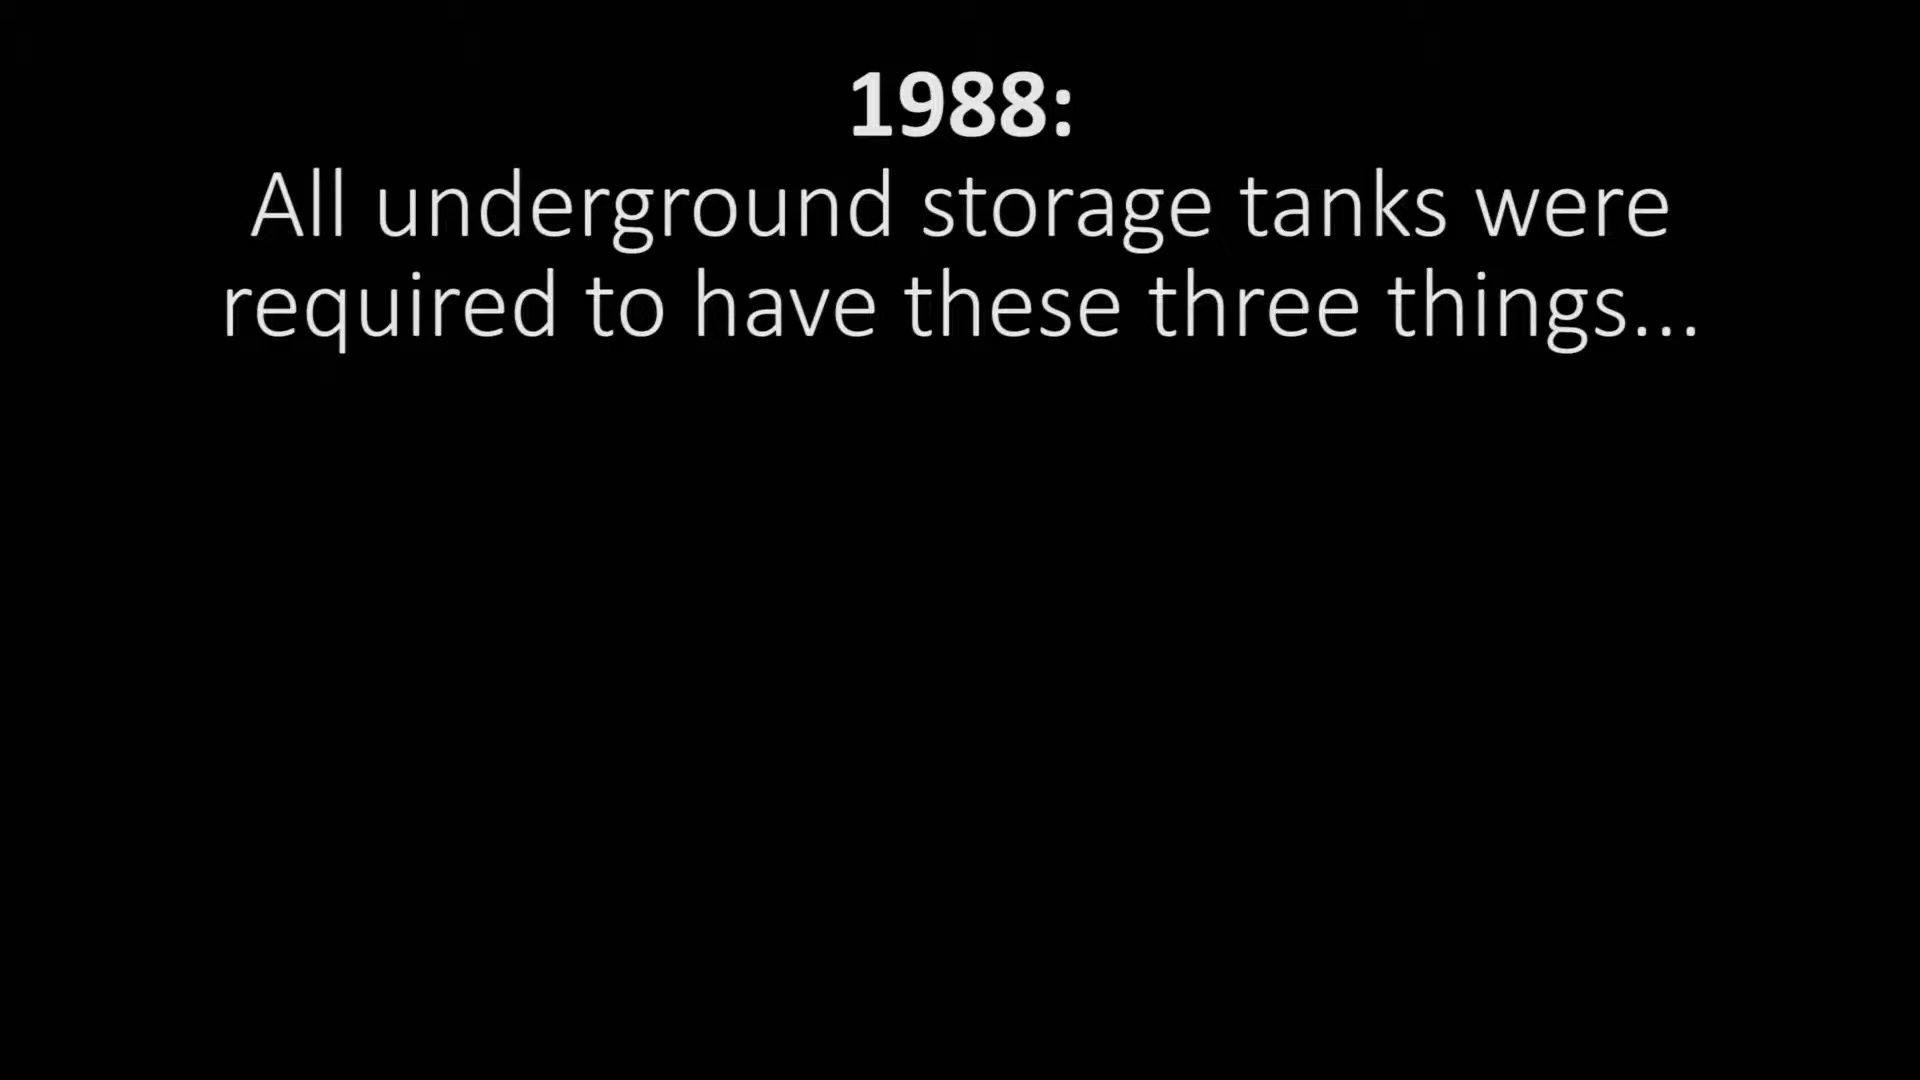 1988:
All underground storage tanks were
required to have these three things...